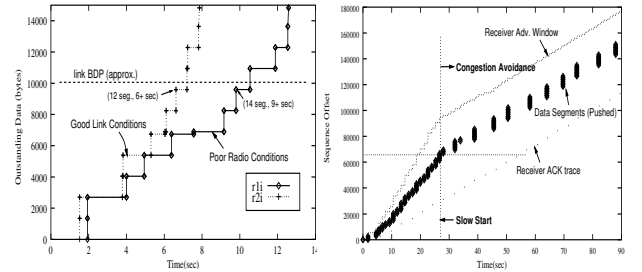 16000
14000
12000
10000
8000
6000
4000
2000
0
Outstanding Data (bytes)
link BDP (approx.)
(12 seg., 6+ sec)
(14 seg., 9+ sec)
Good Link Conditions
Poor Radio Conditions
r1i
r2i
0 2 4 6 8 10 12 14
Time(sec)
180000
160000
140000
120000
100000
80000
60000
40000
20000
0
Sequence Offset
Receiver Adv. Window
Congestion Avoidance
Data Segments (Pushed)
Receiver ACK trace
Slow Start
0 10 20 30 40 50 60 70 80 90
Time(sec)